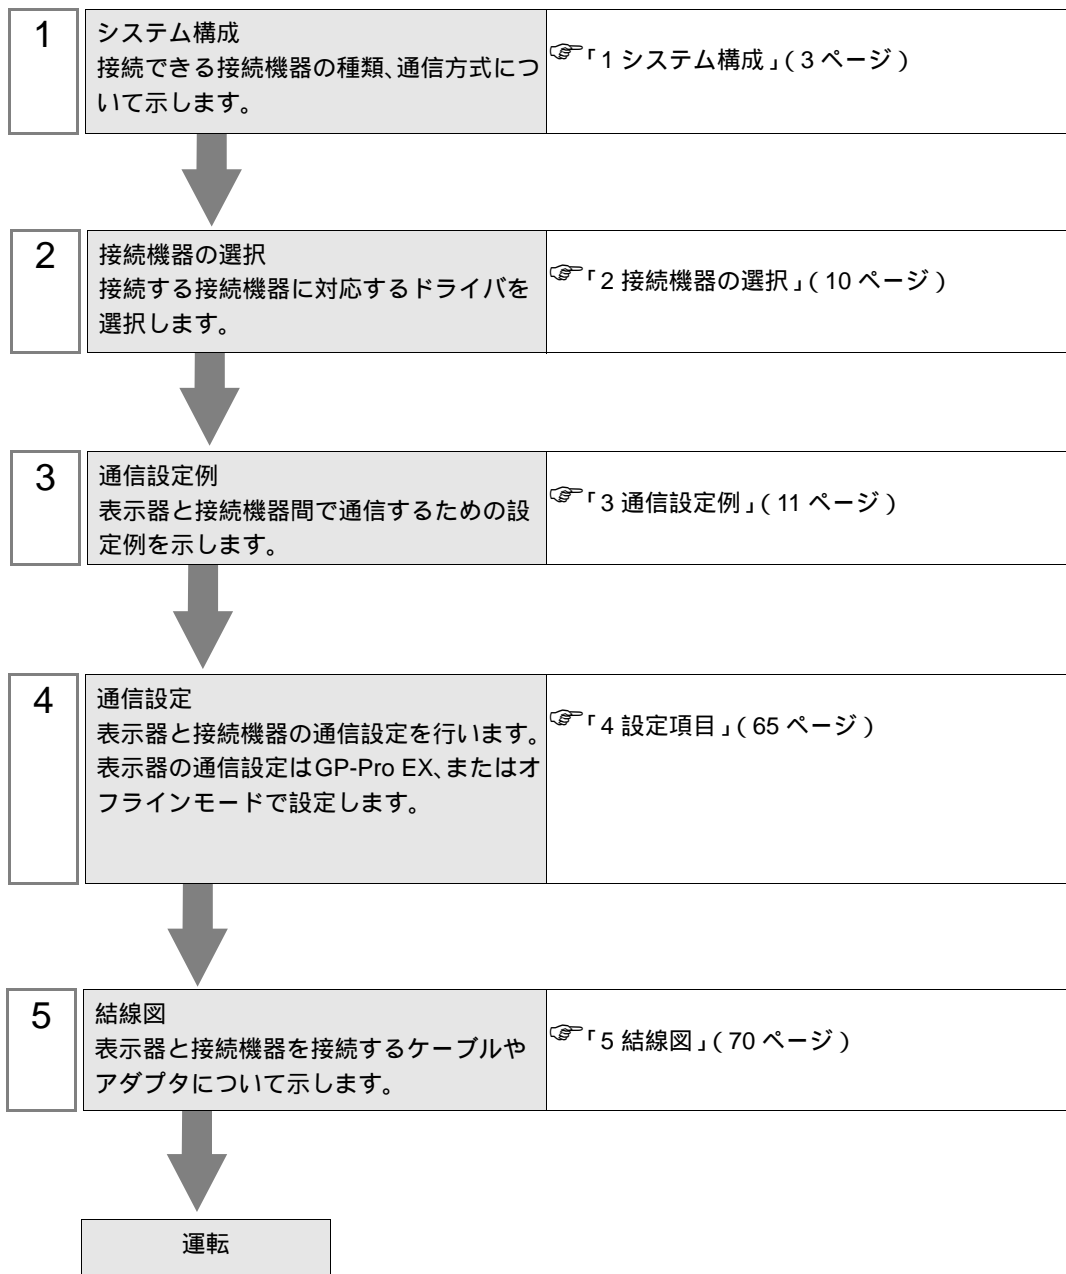 1
システム構成
接続できる接続機器の種類、通信方式につ
いて示します。
☞「1 システム構成」(3 ページ)
2
接続機器の選択
接続する接続機器に対応するドライバを
選択します。
☞「2 接続機器の選択」(10 ページ)
3
通信設定例
表示器と接続機器間で通信するための設
定例を示します。
☞「3 通信設定例」(11 ページ)
4
通信設定
表示器と接続機器の通信設定を行います。
表示器の通信設定はGP-Pro EX、またはオ
フラインモードで設定します。
☞「4 設定項目」(65 ページ)
5
結線図
表示器と接続機器を接続するケーブルや
アダプタについて示します。
☞「5 結線図」(70 ページ)
運転